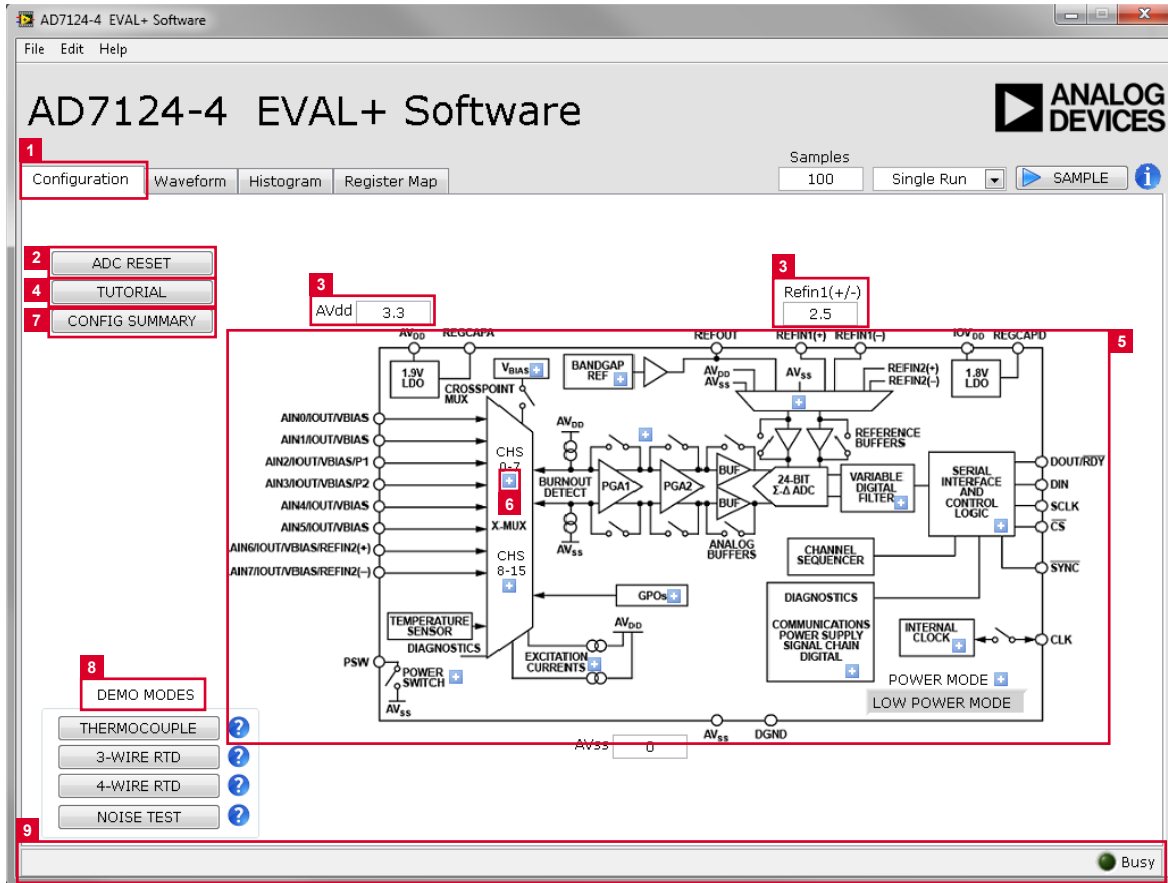 AD7124-4 EVAL+ Software
File Edit Help
AD7124-4 EVAL+ Software
ANALOG
DEVICES
1
Configuration
Waveform
Histogram
Register Map
Samples
100
Single Run
SAMPLE
i
2
ADC RESET
4
TUTORIAL
7
CONFIG SUMMARY
3
AVdd 3.3
3
Refin1(+/-)
2.5
5
AVDD
REGCAPA
REFOUT
REFIN1(+)
REFIN1(–)
IOVDD
REGCAPD
1.9V
LDO
CROSSPOINT
MUX
VBIAS
BANDGAP
REF
AVDD
AVSS
AVSS
REFIN2(+)
REFIN2(–)
1.8V
LDO
REFERENCE
BUFFERS
AIN0/IOUT/VBIAS
AIN1/IOUT/VBIAS
AIN2/IOUT/VBIAS/P1
AIN3/IOUT/VBIAS/P2
AIN4/IOUT/VBIAS
AIN5/IOUT/VBIAS
AIN6/IOUT/VBIAS/REFIN2(+)
AIN7/IOUT/VBIAS/REFIN2(–)
CHS
0-7
6
X-MUX
CHS
8-15
AVDD
BURNOUT
DETECT
AVSS
PGA1
PGA2
BUF
BUF
ANALOG
BUFFERS
24-BIT
Σ-Δ ADC
VARIABLE
DIGITAL
FILTER
SERIAL
INTERFACE
AND
CONTROL
LOGIC
DOUT/RDY
DIN
SCLK
CS
SYNC
CHANNEL
SEQUENCER
GPOs
TEMPERATURE
SENSOR
DIAGNOSTICS
EXCITATION
CURRENTS
AVDD
DIAGNOSTICS
COMMUNICATIONS
POWER SUPPLY
SIGNAL CHAIN
DIGITAL
INTERNAL
CLOCK
CLK
PSW
POWER
SWITCH
AVSS
POWER MODE
LOW POWER MODE
AVSS
DGND
AVss 0
8
DEMO MODES
THERMOCOUPLE ?
3-WIRE RTD ?
4-WIRE RTD ?
NOISE TEST ?
9
Busy